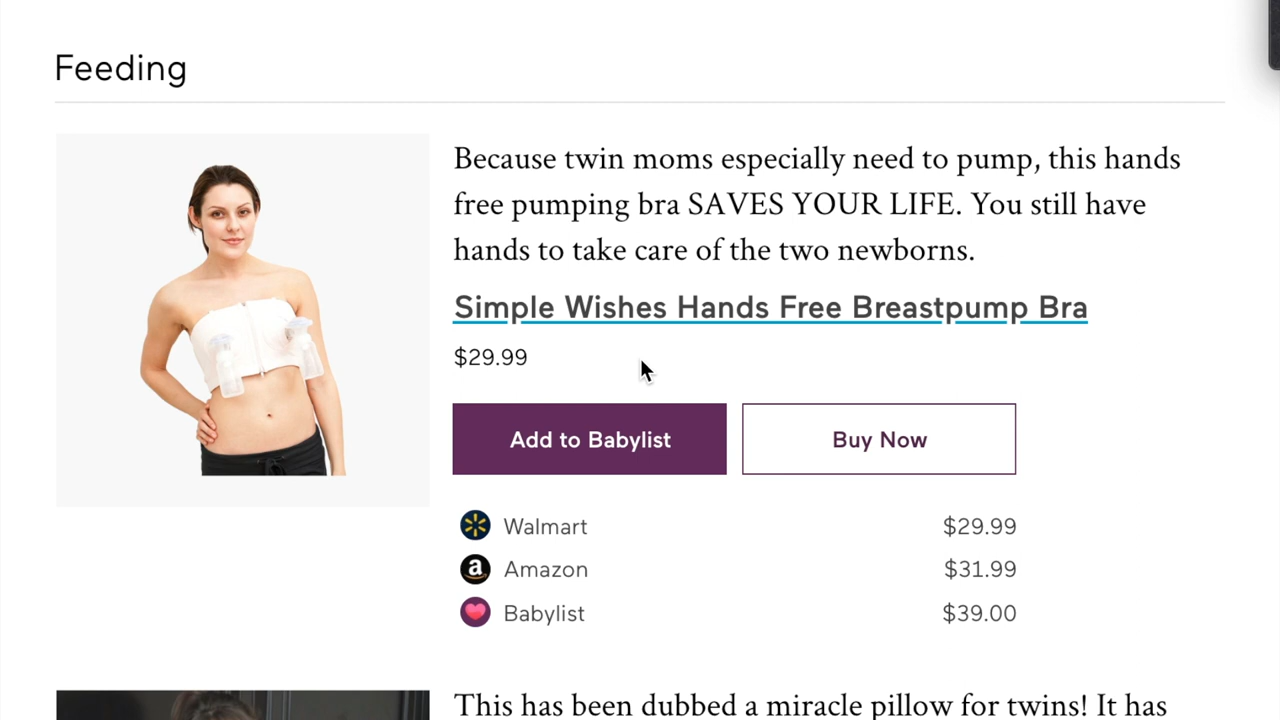 Feeding
Because twin moms especially need to pump, this hands
free pumping bra SAVES YOUR LIFE. You still have
hands to take care of the two newborns.
Simple Wishes Hands Free Breastpump Bra
$29.99
Add to Babylist
Buy Now
Walmart $29.99
a Amazon $31.99
Babylist $39.00
This has been dubbed a miracle pillow for twins! It has